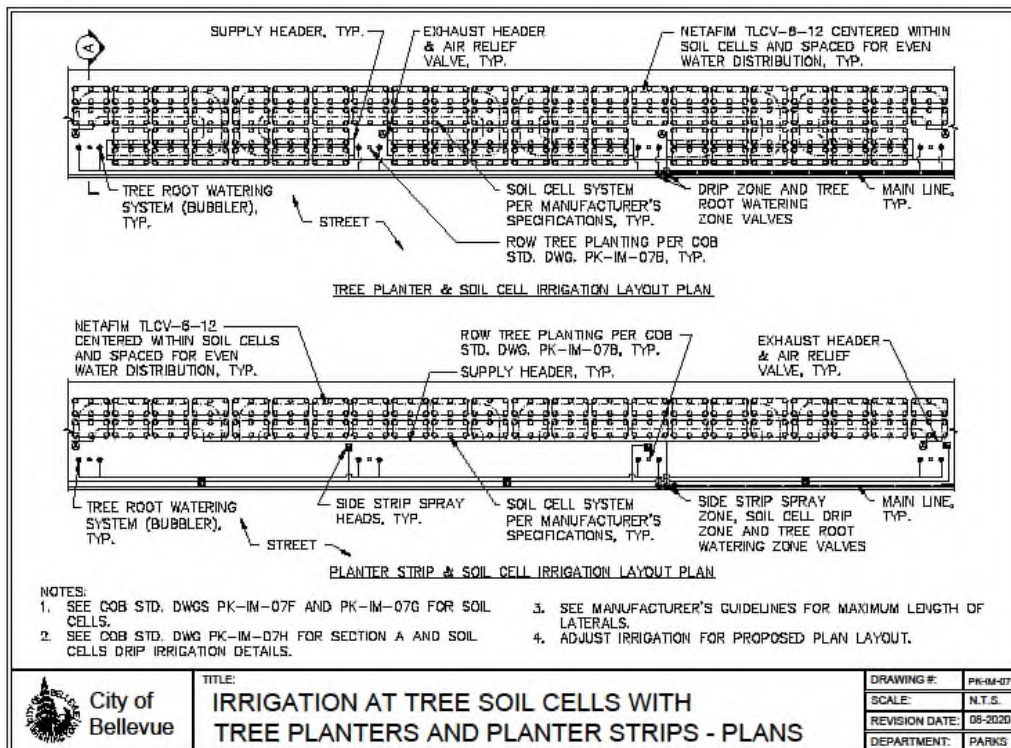 SUPPLY HEADER, TYP.
EXHAUST HEADER
& AIR RELIEF
VALVE, TYP.
NETAFIM TLCV-6-12 CENTERED WITHIN
SOIL CELLS AND SPACED FOR EVEN
WATER DISTRIBUTION, TYP.
A
TREE ROOT WATERING
SYSTEM (BUBBLER),
TYP.
STREET
SOIL CELL SYSTEM
PER MANUFACTURER'S
SPECIFICATIONS, TYP.
ROW TREE PLANTING PER COB
STD. DWG. PK-IM-07B, TYP.
DRIP ZONE AND TREE
ROOT WATERING
ZONE VALVES
MAIN LINE,
TYP.
TREE PLANTER & SOIL CELL IRRIGATION LAYOUT PLAN
NETAFIM TLCV-6-12
CENTERED WITHIN SOIL CELLS
AND SPACED FOR EVEN
WATER DISTRIBUTION, TYP.
ROW TREE PLANTING PER COB
STD. DWG. PK-IM-07B, TYP.
SUPPLY HEADER, TYP.
EXHAUST HEADER
& AIR RELIEF
VALVE, TYP.
TREE ROOT WATERING
SYSTEM (BUBBLER),
TYP.
STREET
SIDE STRIP SPRAY
HEADS, TYP.
SOIL CELL SYSTEM
PER MANUFACTURER'S
SPECIFICATIONS, TYP.
SIDE STRIP SPRAY
ZONE, SOIL CELL DRIP
ZONE AND TREE ROOT
WATERING ZONE VALVES
MAIN LINE,
TYP.
PLANTER STRIP & SOIL CELL IRRIGATION LAYOUT PLAN
NOTES:
1. SEE COB STD. DWGS PK-IM-07F AND PK-IM-07G FOR SOIL
CELLS.
2. SEE COB STD. DWG PK-IM-07H FOR SECTION A AND SOIL
CELLS DRIP IRRIGATION DETAILS.
3. SEE MANUFACTURER'S GUIDELINES FOR MAXIMUM LENGTH OF
LATERALS.
4. ADJUST IRRIGATION FOR PROPOSED PLAN LAYOUT.
City of
Bellevue
TITLE:
IRRIGATION AT TREE SOIL CELLS WITH
TREE PLANTERS AND PLANTER STRIPS - PLANS
DRAWING #: PK-IM-07
SCALE: N.T.S.
REVISION DATE: 08-2020
DEPARTMENT: PARKS